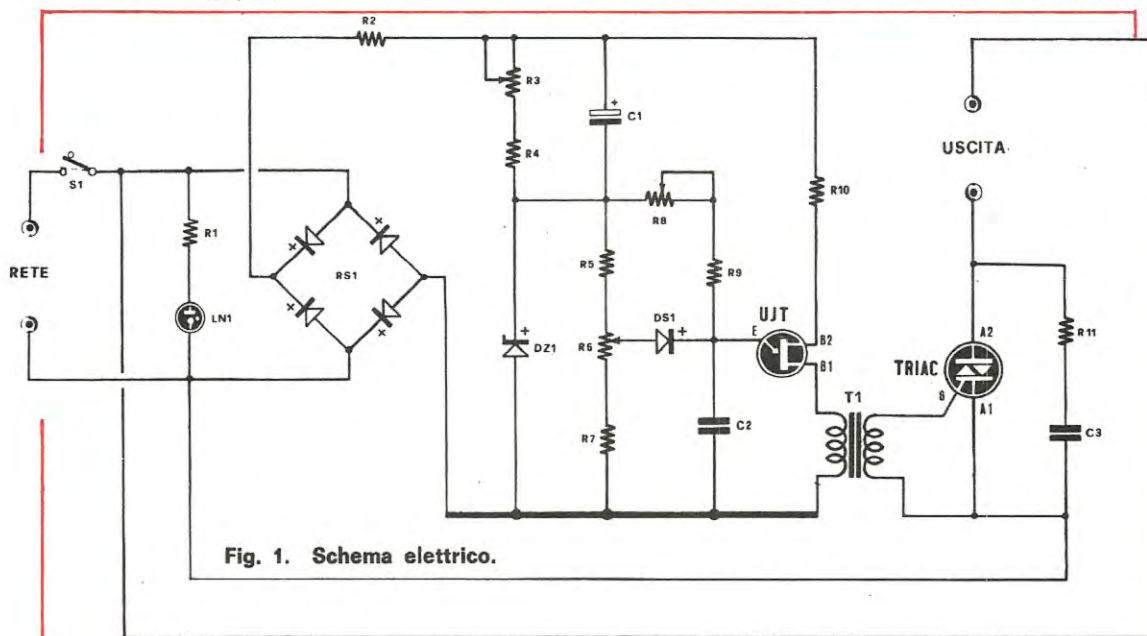 R2
R3
C1
R4
S1
R8
R10
USCITA
R1
RS1
R5
R9
RETE
LN1
DS1
UJT
E
B2
B1
R6
DZ1
A2
R11
TRIAC
G
A1
T1
R7
C2
C3
Fig. 1. Schema elettrico.